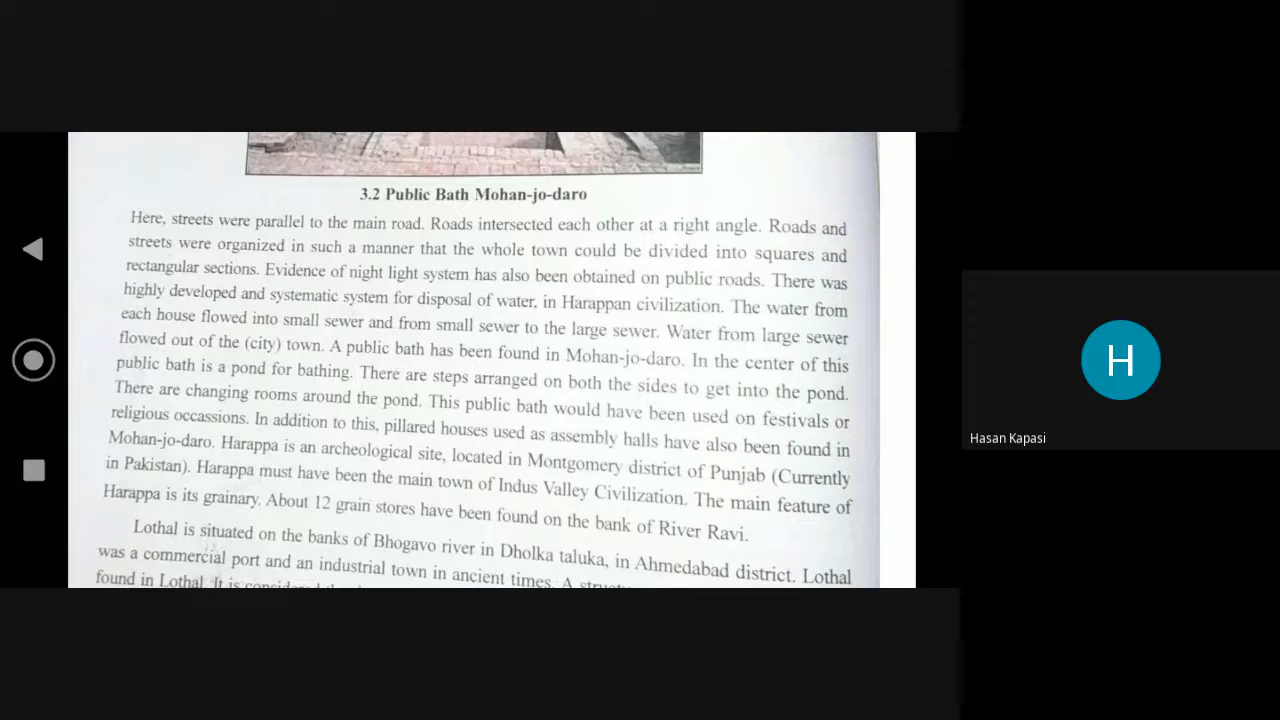 3.2 Public Bath Mohan-jo-daro
Here, streets were parallel to the main road. Roads intersected each other at a right angle. Roads and
streets were organized in such a manner that the whole town could be divided into squares and
rectangular sections. Evidence of night light system has also been obtained on public roads. There was
highly developed and systematic system for disposal of water, in Harappan civilization. The water from
each house flowed into small sewer and from small sewer to the large sewer. Water from large sewer
flowed out of the (city) town. A public bath has been found in Mohan-jo-daro. In the center of this
public bath is a pond for bathing. There are steps arranged on both the sides to get into the pond.
There are changing rooms around the pond. This public bath would have been used on festivals or
religious occassions. In addition to this, pillared houses used as assembly halls have also been found in
Mohan-jo-daro. Harappa is an archeological site, located in Montgomery district of Punjab (Currently
in Pakistan). Harappa must have been the main town of Indus Valley Civilization. The main feature of
Harappa is its grainary. About 12 grain stores have been found on the bank of River Ravi.
Lothal is situated on the banks of Bhogavo river in Dholka taluka, in Ahmedabad district. Lothal
was a commercial port and an industrial town in ancient times. A
found in Lothal. It is
H
Hasan Kapasi